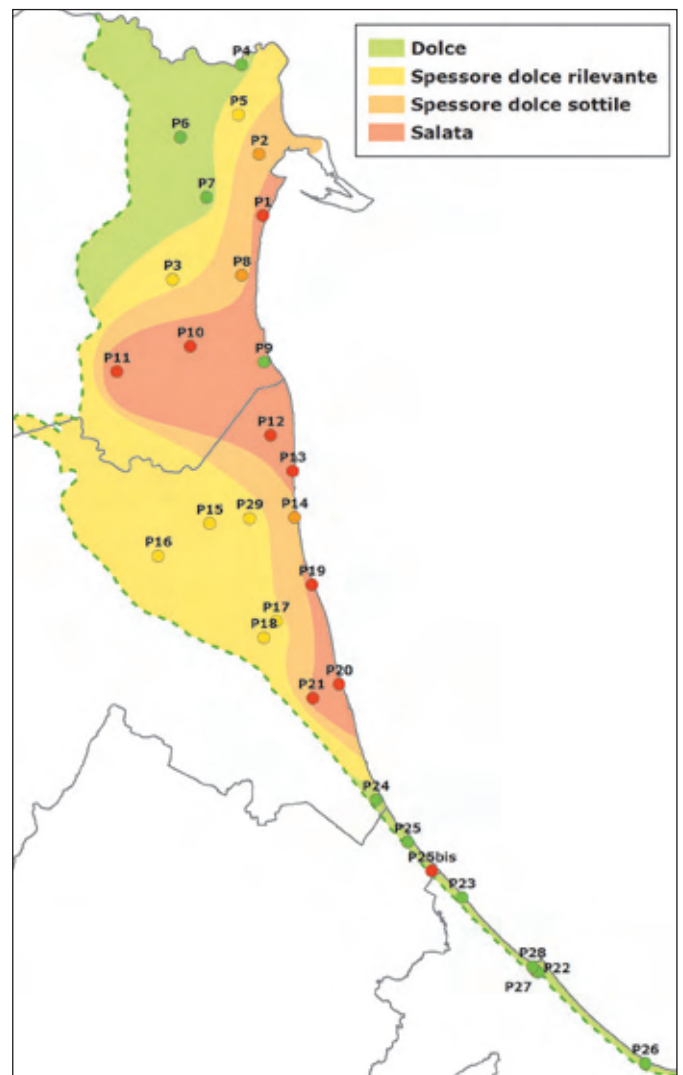 Dolce
Spessore dolce rilevante
Spessore dolce sottile
Salata
P4
P5
P6
P2
P7
P1
P3
P8
P10
P9
P11
P12
P13
P14
P29
P15
P16
P19
P17
P18
P20
P21
P24
P25
P25bis
P23
P28
P22
P27
P26